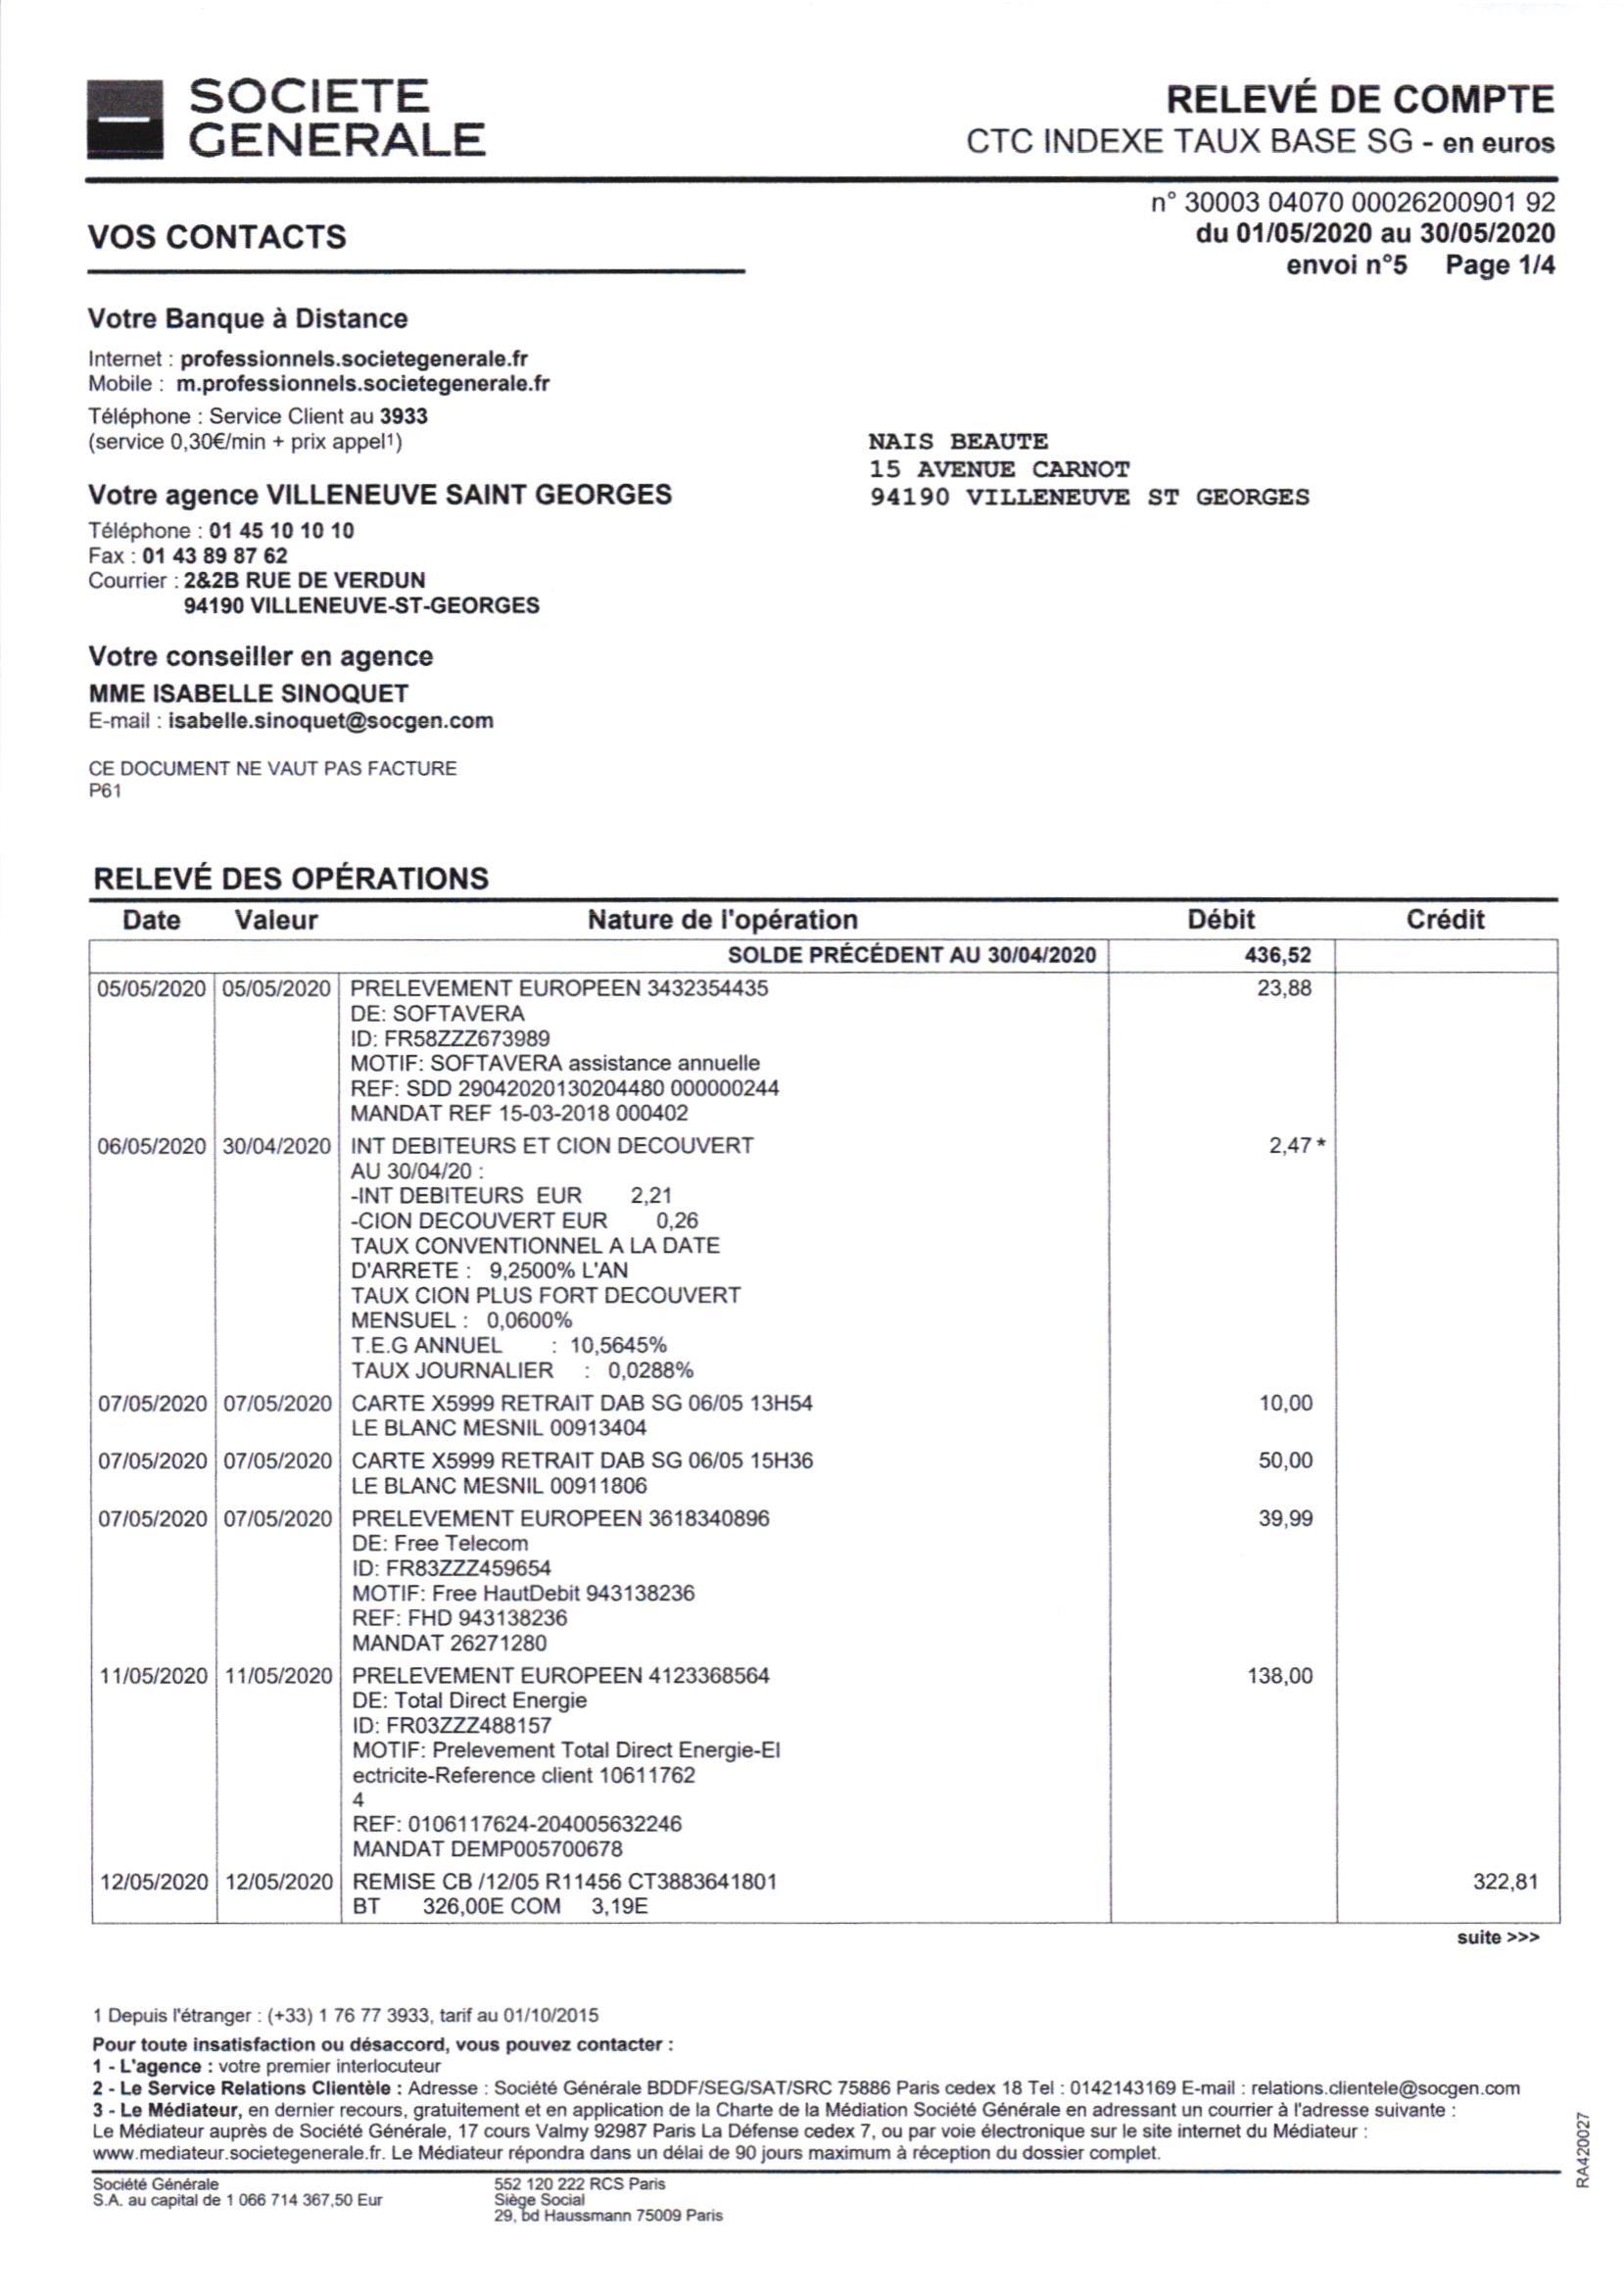 SOCIETE
GENERALE
RELEVÉ DE COMPTE
CTC INDEXE TAUX BASE SG - en euros
n° 30003 04070 00026200901 92
du 01/05/2020 au 30/05/2020
envoi n°5 Page 1/4
VOS CONTACTS
Votre Banque à Distance
Internet : professionnels.societegenerale.fr
Mobile : m.professionnels.societegenerale.fr
Téléphone : Service Client au 3933
(service 0,30€/min + prix appel1)
NAIS BEAUTE
15 AVENUE CARNOT
94190 VILLENEUVE ST GEORGES
Votre agence VILLENEUVE SAINT GEORGES
Téléphone : 01 45 10 10 10
Fax : 01 43 89 87 62
Courrier : 2&2B RUE DE VERDUN
94190 VILLENEUVE-ST-GEORGES
Votre conseiller en agence
MME ISABELLE SINOQUET
E-mail : isabelle.sinoquet@socgen.com
CE DOCUMENT NE VAUT PAS FACTURE
P61
RELEVÉ DES OPÉRATIONS
Date Valeur Nature de l'opération Débit Crédit
SOLDE PRÉCÉDENT AU 30/04/2020 436,52
05/05/2020 05/05/2020 PRELEVEMENT EUROPEEN 3432354435 23,88
DE: SOFTAVERA
ID: FR58ZZZ673989
MOTIF: SOFTAVERA assistance annuelle
REF: SDD 29042020130204480 000000244
MANDAT REF 15-03-2018 000402
06/05/2020 30/04/2020 INT DEBITEURS ET CION DECOUVERT 2,47 *
AU 30/04/20 :
-INT DEBITEURS EUR 2,21
-CION DECOUVERT EUR 0,26
TAUX CONVENTIONNEL A LA DATE
D'ARRETE : 9,2500% L'AN
TAUX CION PLUS FORT DECOUVERT
MENSUEL : 0,0600%
T.E.G ANNUEL : 10,5645%
TAUX JOURNALIER : 0,0288%
07/05/2020 07/05/2020 CARTE X5999 RETRAIT DAB SG 06/05 13H54 10,00
LE BLANC MESNIL 00913404
07/05/2020 07/05/2020 CARTE X5999 RETRAIT DAB SG 06/05 15H36 50,00
LE BLANC MESNIL 00911806
07/05/2020 07/05/2020 PRELEVEMENT EUROPEEN 3618340896 39,99
DE: Free Telecom
ID: FR83ZZZ459654
MOTIF: Free HautDebit 943138236
REF: FHD 943138236
MANDAT 26271280
11/05/2020 11/05/2020 PRELEVEMENT EUROPEEN 4123368564 138,00
DE: Total Direct Energie
ID: FR03ZZZ488157
MOTIF: Prelevement Total Direct Energie-El
ectricite-Reference client 10611762
4
REF: 0106117624-204005632246
MANDAT DEMP005700678
12/05/2020 12/05/2020 REMISE CB /12/05 R11456 CT3883641801 322,81
BT 326,00E COM 3,19E
suite >>>
1 Depuis l'étranger : (+33) 1 76 77 3933, tarif au 01/10/2015
Pour toute insatisfaction ou désaccord, vous pouvez contacter :
1 - L'agence : votre premier interlocuteur
2 - Le Service Relations Clientèle : Adresse : Société Générale BDDF/SEG/SAT/SRC 75886 Paris cedex 18 Tel : 0142143169 E-mail : relations.clientele@socgen.com
3 - Le Médiateur, en dernier recours, gratuitement et en application de la Charte de la Médiation Société Générale en adressant un courrier à l'adresse suivante :
Le Médiateur auprès de Société Générale, 17 cours Valmy 92987 Paris La Défense cedex 7, ou par voie électronique sur le site internet du Médiateur :
www.mediateur.societegenerale.fr. Le Médiateur répondra dans un délai de 90 jours maximum à réception du dossier complet.
RA420027
Société Générale
S.A. au capital de 1 066 714 367,50 Eur
552 120 222 RCS Paris
Siège Social
29, bd Haussmann 75009 Paris